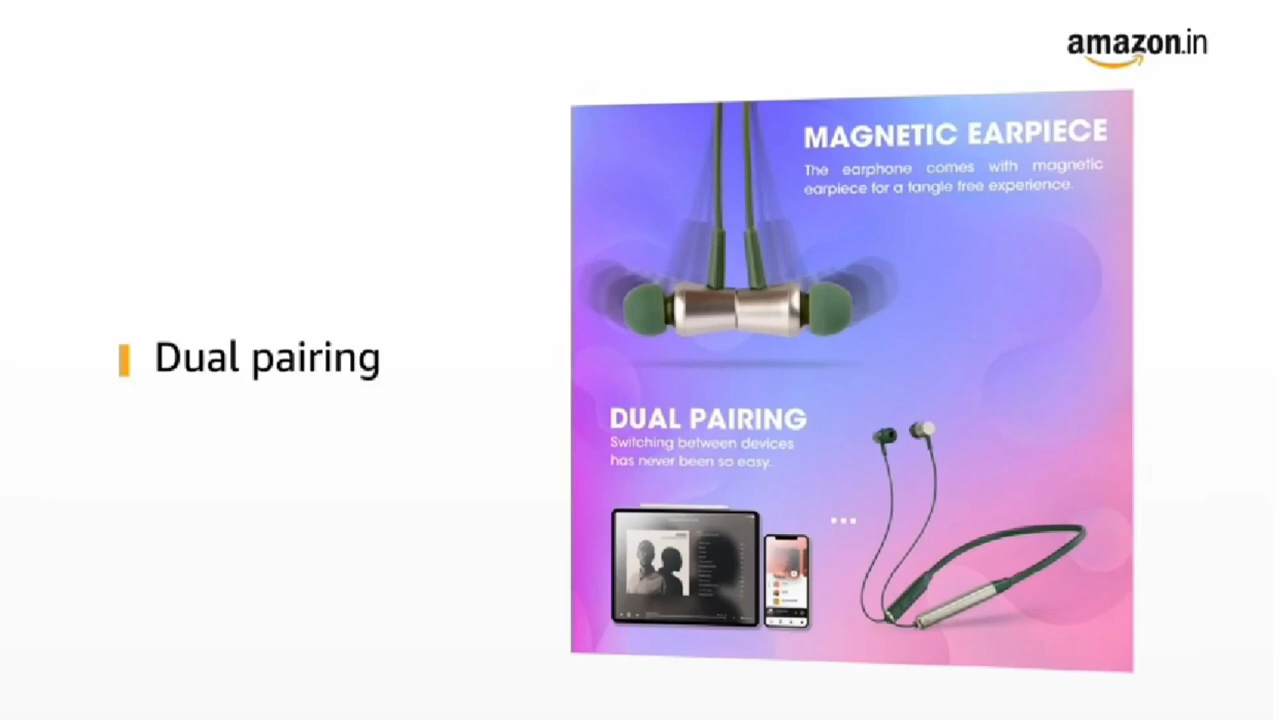 amazon.in
Dual pairing
MAGNETIC EARPIECE
The earphone comes with magnetic
earpiece for a tangle free experience.
DUAL PAIRING
Switching between devices
has never been so easy.